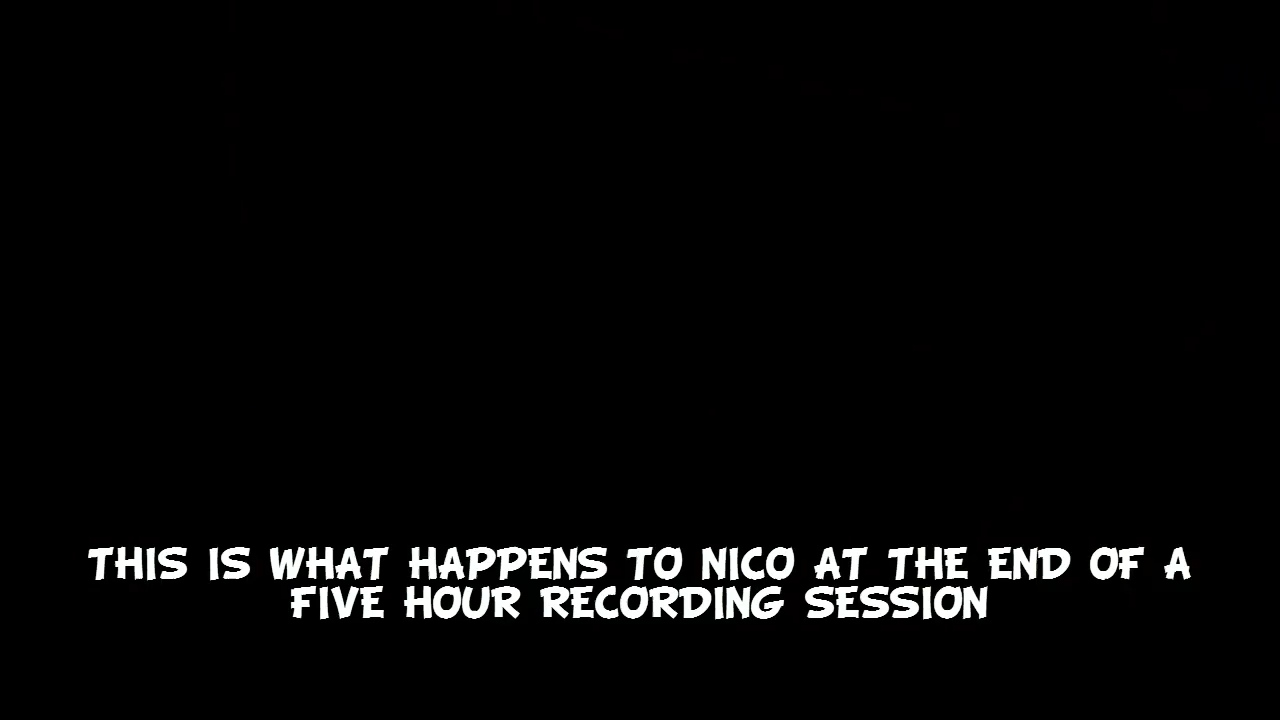 THIS IS WHAT HAPPENS TO NICO AT THE END OF A
FIVE HOUR RECORDING SESSION